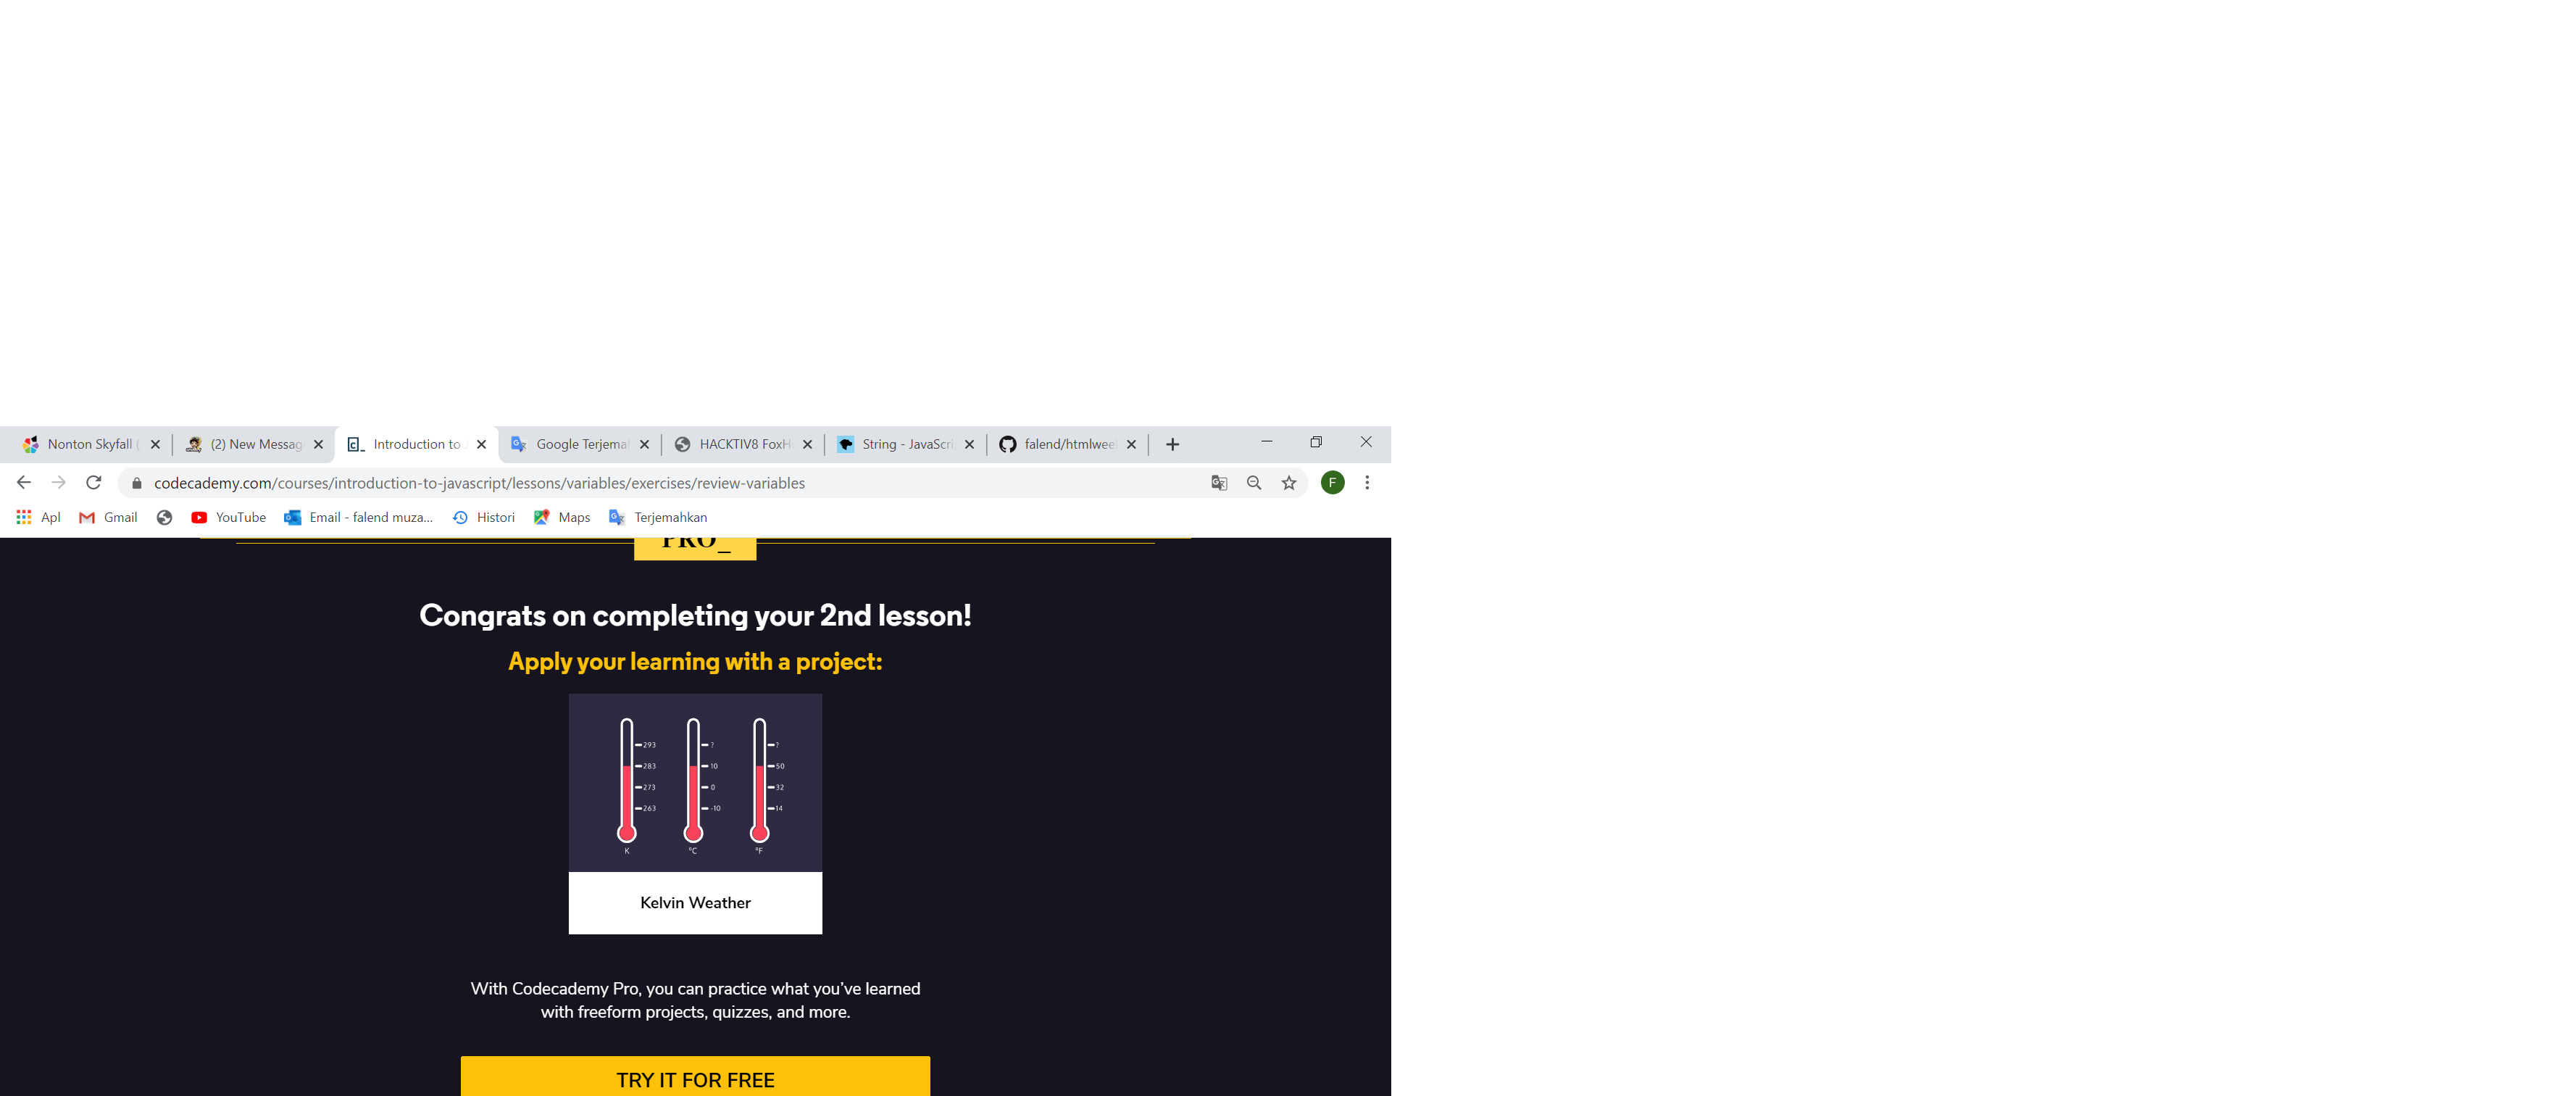 Nonton Skyfall (
(2) New Messag
Introduction to J
Google Terjemal
HACKTIV8 FoxH
String - JavaScri
falend/htmlwee
codecademy.com/courses/introduction-to-javascript/lessons/variables/exercises/review-variables
F
Apl
Gmail
YouTube
Email - falend muza...
Histori
Maps
Terjemahkan
PRO_
Congrats on completing your 2nd lesson!
Apply your learning with a project:
293
283
273
263
K
?
10
0
-10
°C
?
50
32
14
°F
Kelvin Weather
With Codecademy Pro, you can practice what you’ve learned
with freeform projects, quizzes, and more.
TRY IT FOR FREE